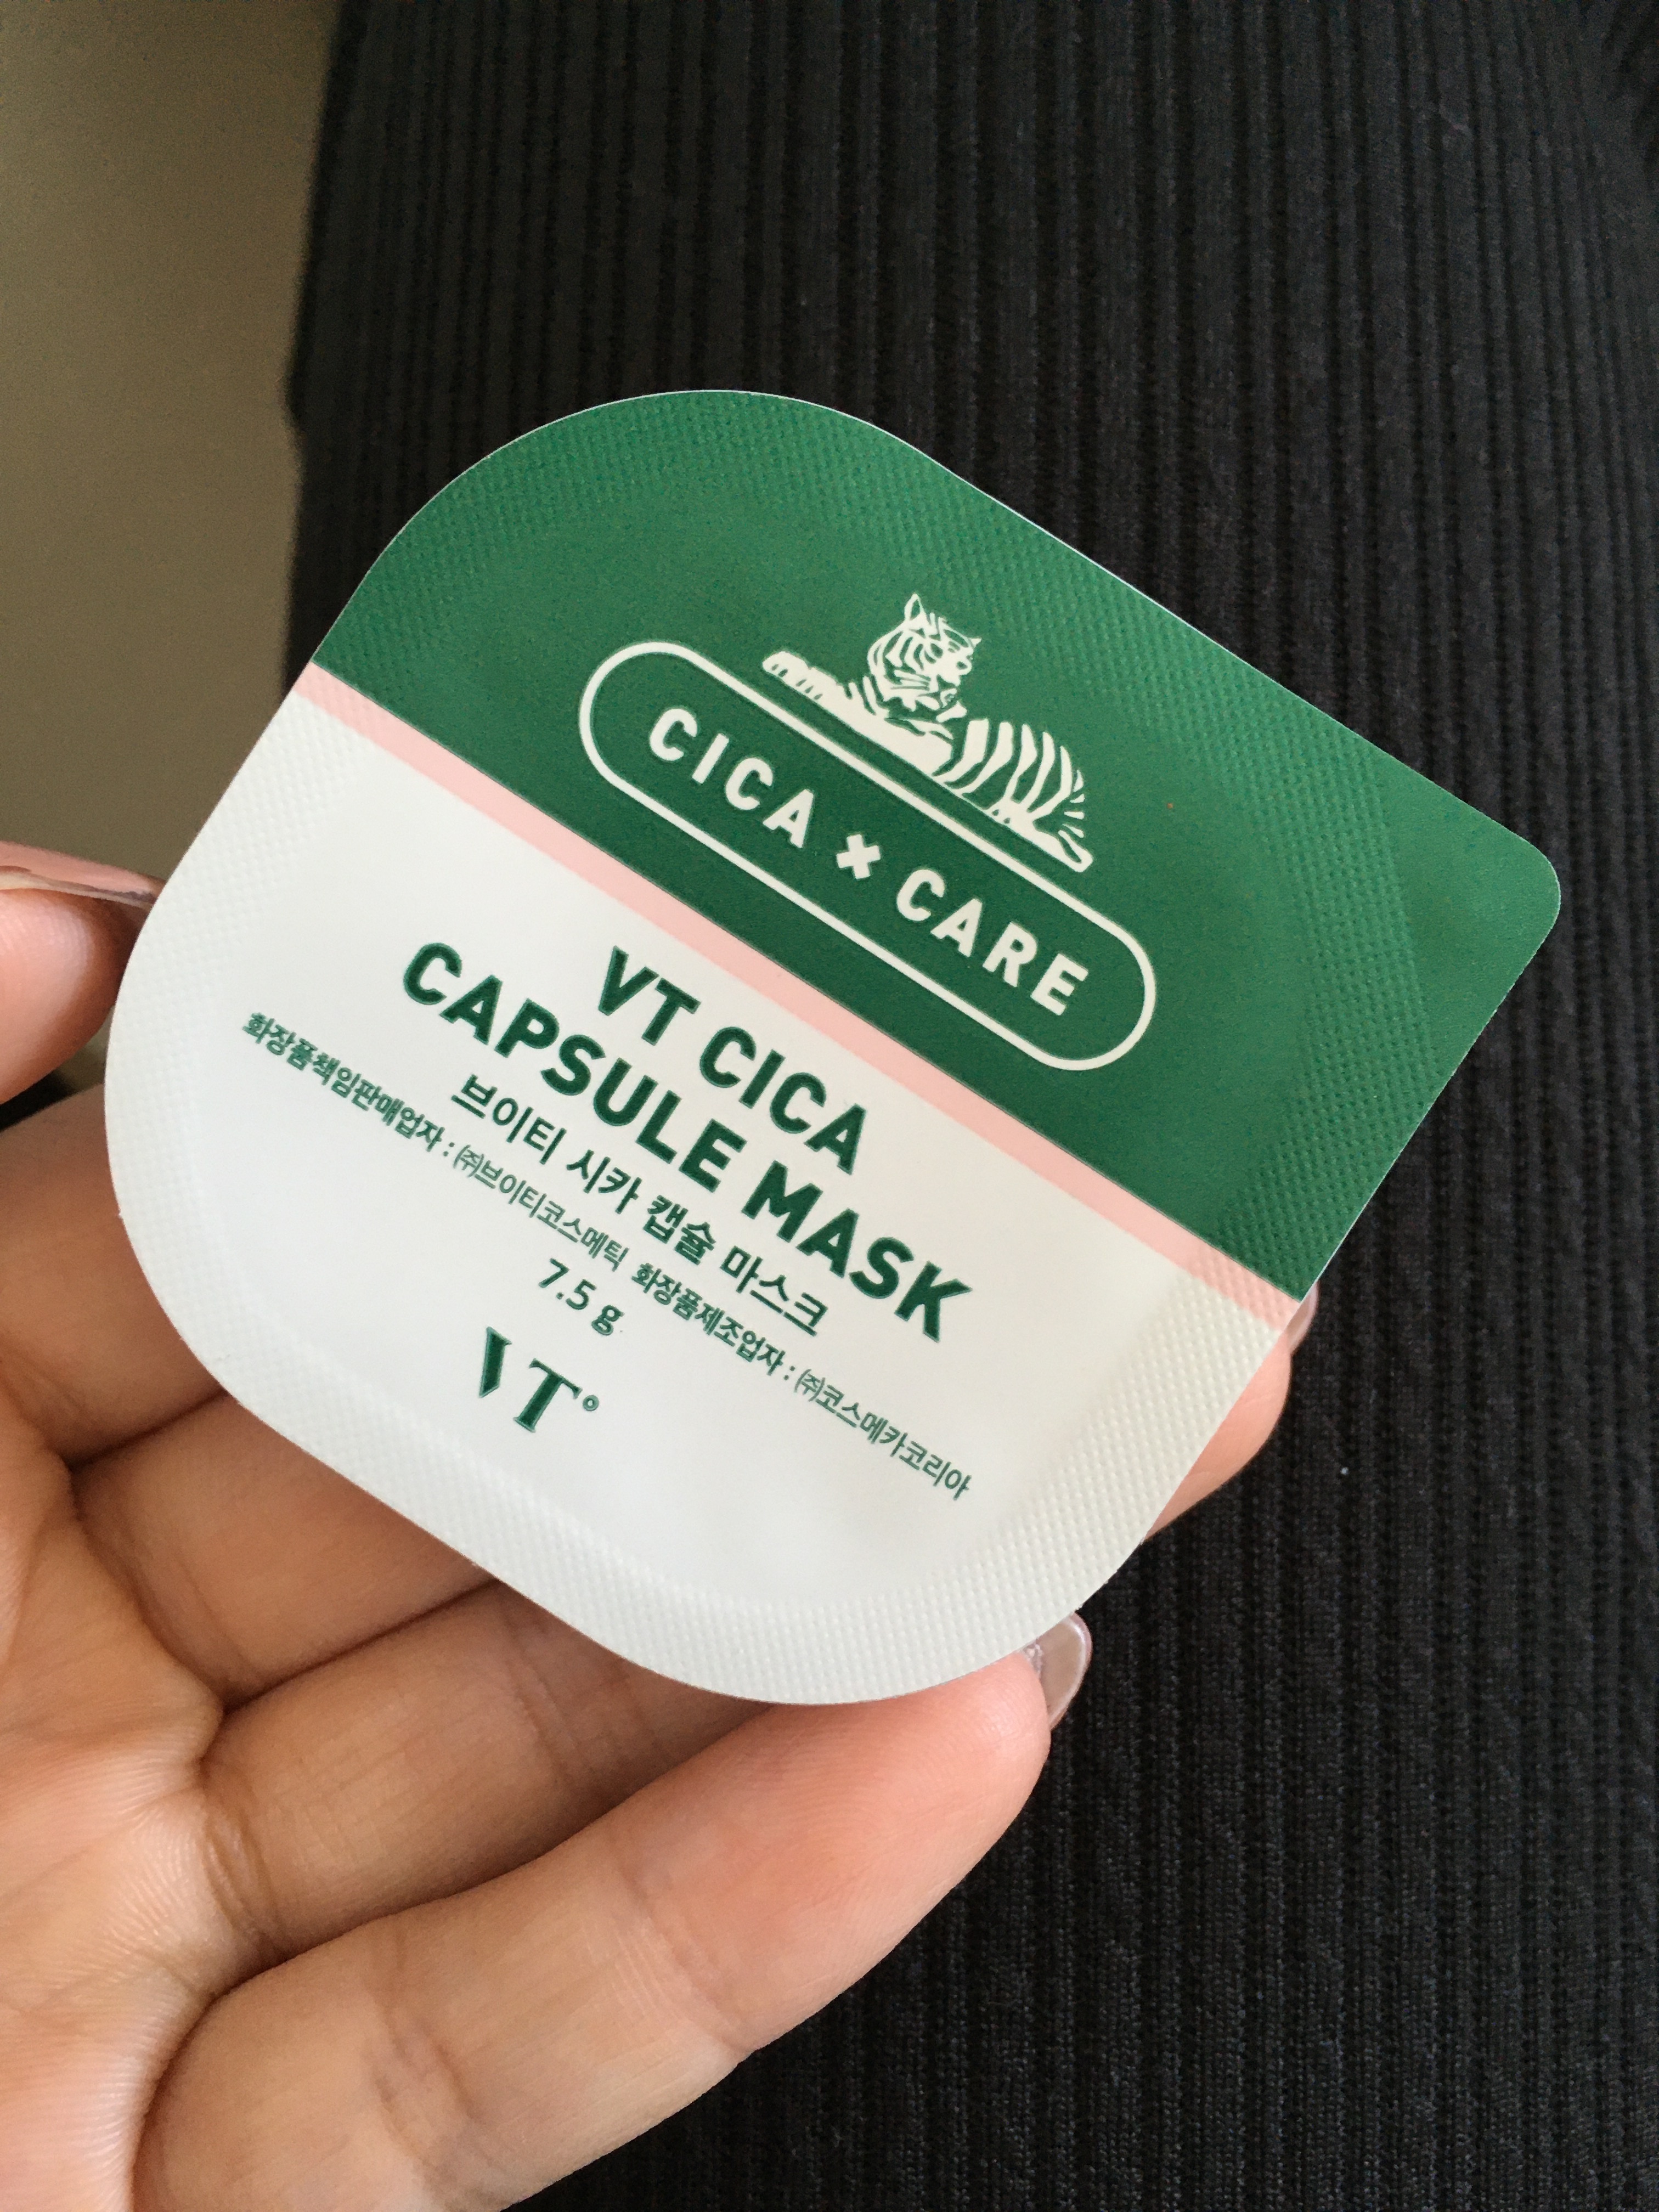 CICA × CARE
VT CICA
CAPSULE MASK
브이티 시카 캡슐 마스크
화장품책임판매업자 : ㈜브이티코스메틱 화장품제조업자 : ㈜코스메카코리아
7.5 g
VT